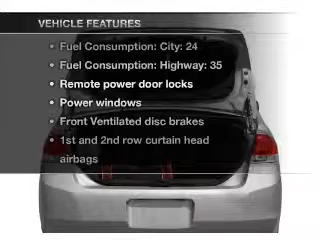 VEHICLE FEATURES
• Fuel Consumption: City: 24
• Fuel Consumption: Highway: 35
• Remote power door locks
• Power windows
• Front Ventilated disc brakes
• 1st and 2nd row curtain head
airbags